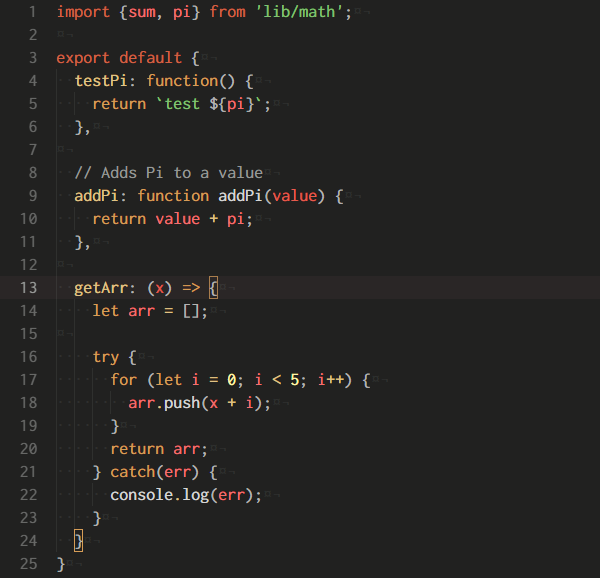 1 import {sum, pi} from 'lib/math';
2
3 export default {
4   testPi: function() {
5     return `test ${pi}`;
6   },
7
8   // Adds Pi to a value
9   addPi: function addPi(value) {
10     return value + pi;
11   },
12
13   getArr: (x) => {
14     let arr = [];
15
16     try {
17       for (let i = 0; i < 5; i++) {
18         arr.push(x + i);
19       }
20       return arr;
21     } catch(err) {
22       console.log(err);
23     }
24   }
25 }